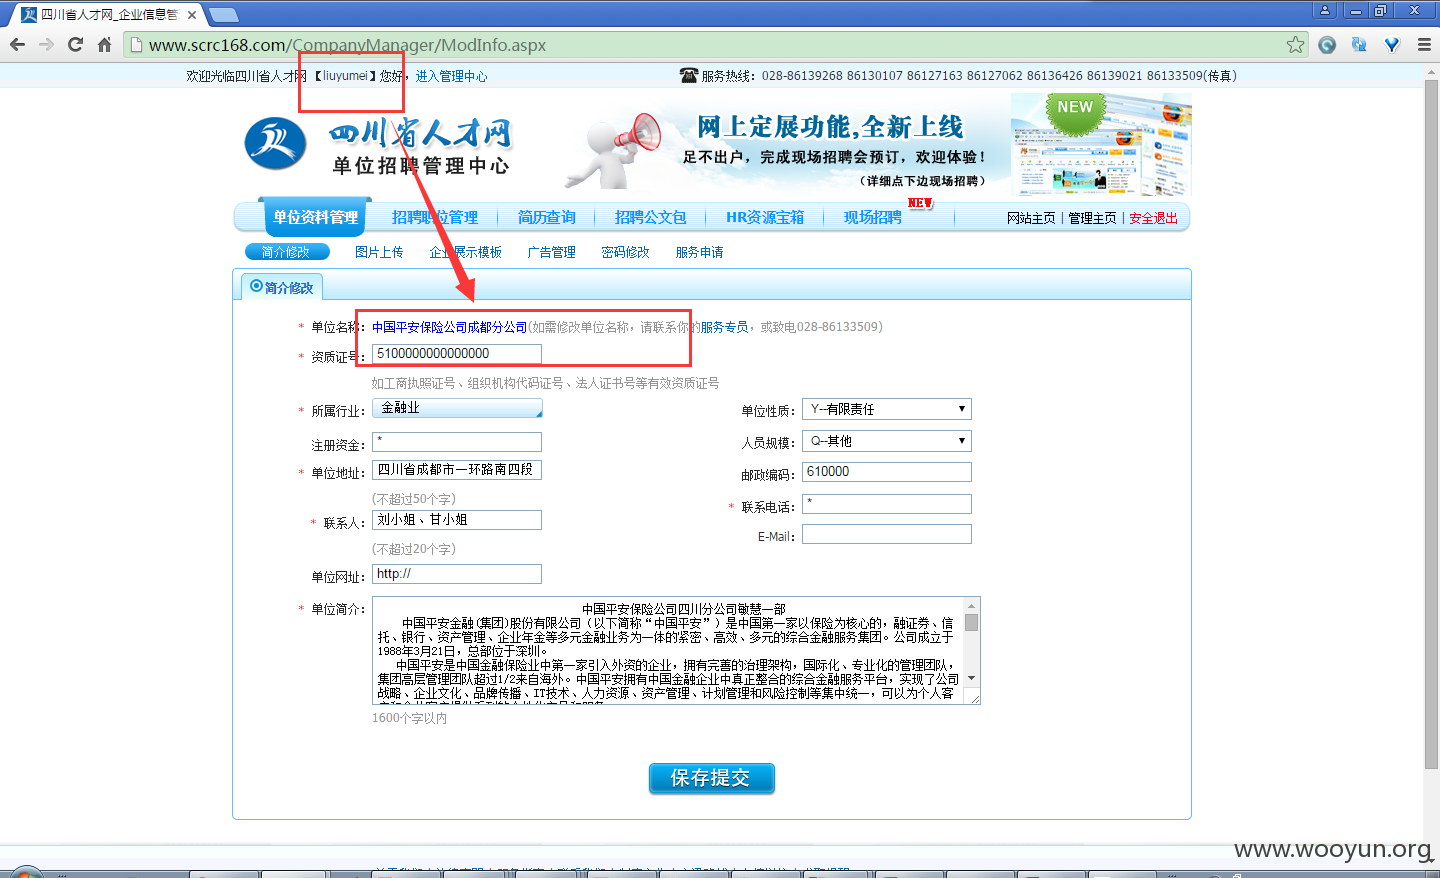 四川省人才网_企业信息管
www.scrc168.com/CompanyManager/ModInfo.aspx
欢迎光临四川省人才网 【liuyumei】您好，进入管理中心
服务热线：028-86139268 86130107 86127163 86127062 86136426 86139021 86133509(传真)
四川省人才网
单位招聘管理中心
网上定展功能,全新上线
足不出户，完成现场招聘会预订，欢迎体验！
(详细点下边现场招聘)
NEW
单位资料管理 招聘职位管理 简历查询 招聘公文包 HR资源宝箱 现场招聘 NEW 网站主页 | 管理主页 | 安全退出
简介修改 图片上传 企业展示模板 广告管理 密码修改 服务申请
简介修改
* 单位名称：中国平安保险公司成都分公司(如需修改单位名称，请联系你的服务专员，或致电028-86133509)
* 资质证号：5100000000000000
如工商执照证号、组织机构代码证号、法人证书号等有效资质证号
* 所属行业：金融业 单位性质：Y--有限责任
注册资金：* 人员规模：Q--其他
* 单位地址：四川省成都市一环路南四段 邮政编码：610000
(不超过50个字) * 联系电话：*
* 联系人：刘小姐、甘小姐 E-Mail：
(不超过20个字)
单位网址：http://
* 单位简介：中国平安保险公司四川分公司敏慧一部
中国平安金融(集团)股份有限公司（以下简称“中国平安”）是中国第一家以保险为核心的，融证券、信
托、银行、资产管理、企业年金等多元金融业务为一体的紧密、高效、多元的综合金融服务集团。公司成立于
1988年3月21日，总部位于深圳。
中国平安是中国金融保险业中第一家引入外资的企业，拥有完善的治理架构，国际化、专业化的管理团队，
集团高层管理团队超过1/2来自海外。中国平安拥有中国金融企业中真正整合的综合金融服务平台，实现了公司
战略、企业文化、品牌传播、IT技术、人力资源、资产管理、计划管理和风险控制等集中统一，可以为个人客
1600个字以内
保存提交
www.wooyun.org